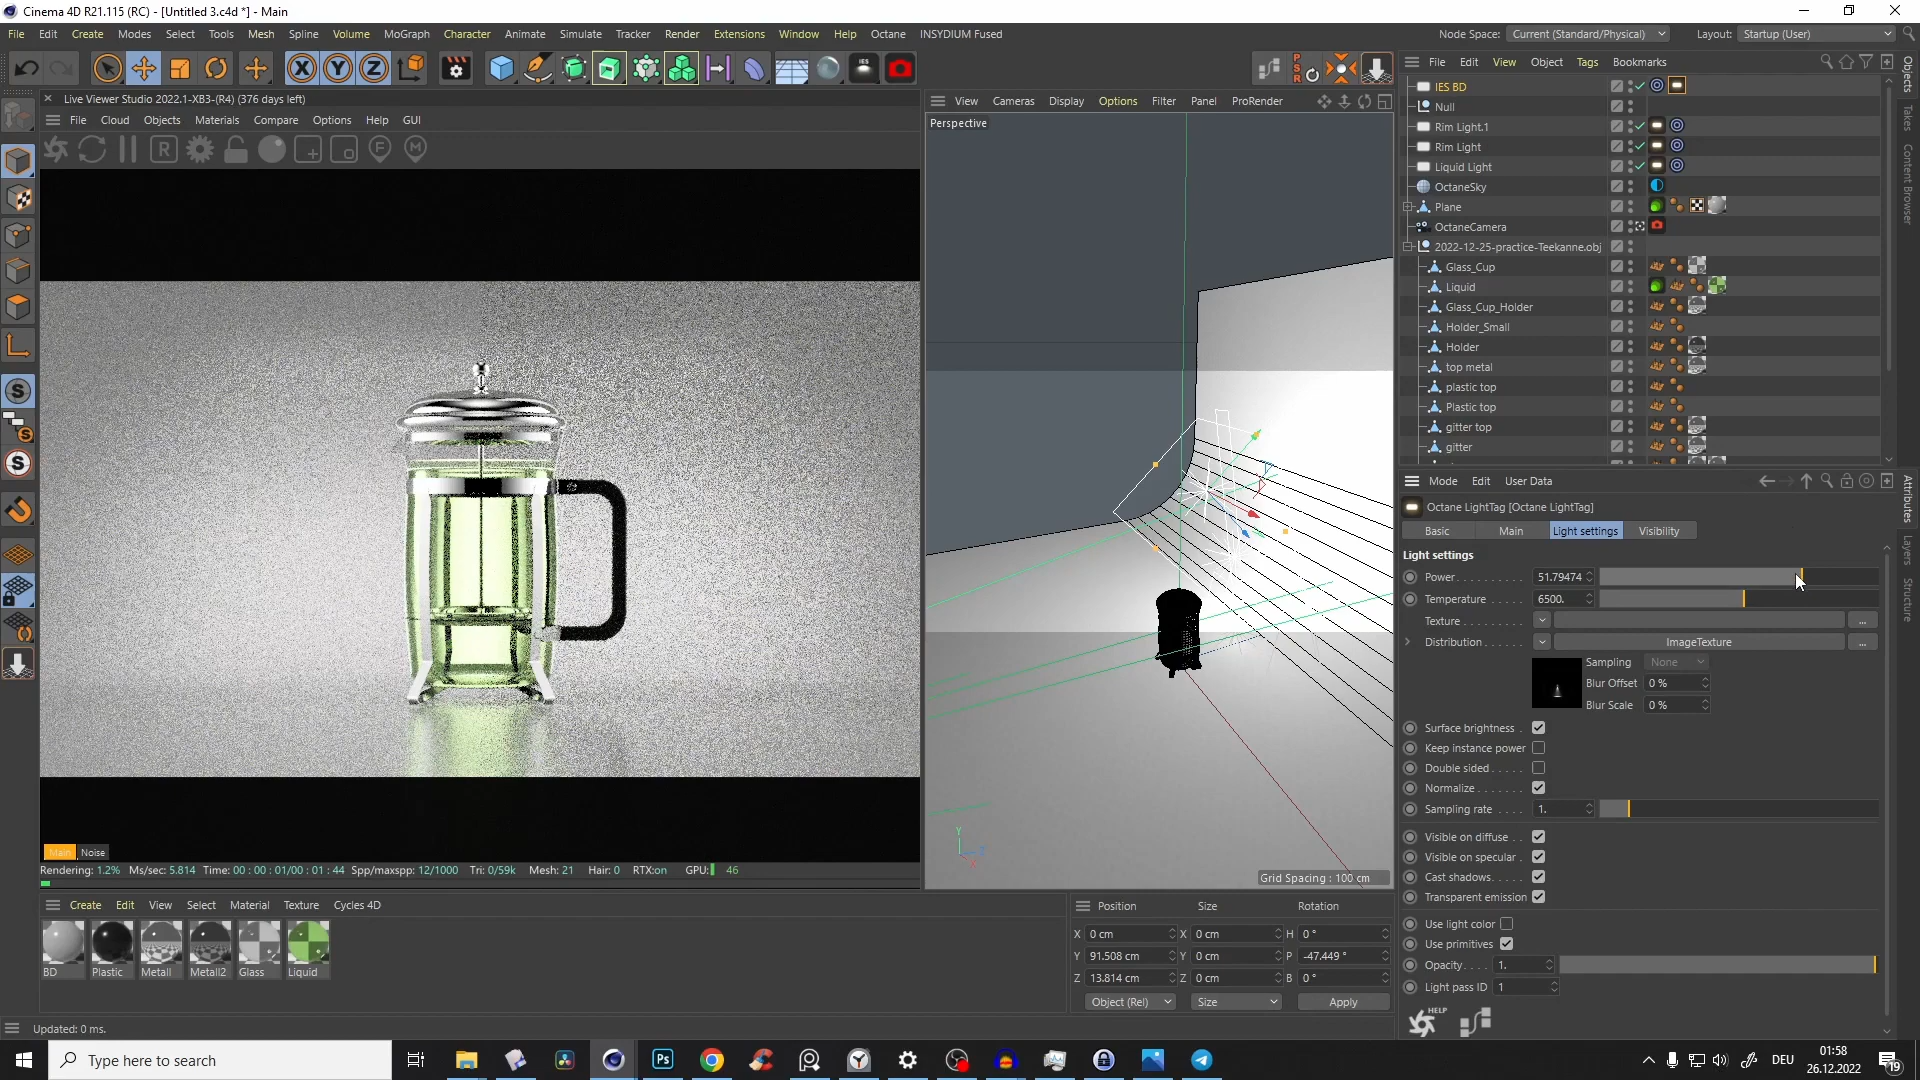 Cinema 4D R21.115 (RC) - [Untitled 3.c4d *] - Main
File Edit Create Modes Select Tools Mesh Spline Volume MoGraph Character Animate Simulate Tracker Render Extensions Window Help Octane INSYDIUM Fused
Node Space: Current (Standard/Physical) Layout: Startup (User)
X Y Z
IES
PSR
File Edit View Object Tags Bookmarks
Live Viewer Studio 2022.1-XB3-(R4) (376 days left)
File Cloud Objects Materials Compare Options Help GUI
R F M
View Cameras Display Options Filter Panel ProRender
Perspective
IES BD
Null
Rim Light.1
Rim Light
Liquid Light
OctaneSky
Plane
OctaneCamera
2022-12-25-practice-Teekanne.obj
Glass_Cup
Liquid
Glass_Cup_Holder
Holder_Small
Holder
top metal
plastic top
Plastic top
gitter top
gitter
Objects
Takes
Content Browser
Mode Edit User Data
Octane LightTag [Octane LightTag]
Basic Main Light settings Visibility
Light settings
Power 51.79474
Temperature 6500.
Texture ...
Distribution ImageTexture ...
Sampling None
Blur Offset 0 %
Blur Scale 0 %
Surface brightness
Keep instance power
Double sided
Normalize
Sampling rate 1.
Visible on diffuse
Visible on specular
Cast shadows
Transparent emission
Use light color
Use primitives
Opacity 1.
Light pass ID 1
HELP
Attributes
Layers
Structure
Y
Z
X
Grid Spacing : 100 cm
Main Noise
Rendering: 1.2% Ms/sec: 5.814 Time: 00 : 00 : 01/00 : 01 : 44 Spp/maxspp: 12/1000 Tri: 0/59k Mesh: 21 Hair: 0 RTX:on GPU: 46
Create Edit View Select Material Texture Cycles 4D
BD Plastic Metall Metall2 Glass Liquid
Position Size Rotation
X 0 cm X 0 cm H 0 °
Y 91.508 cm Y 0 cm P -47.449 °
Z 13.814 cm Z 0 cm B 0 °
Object (Rel) Size Apply
Updated: 0 ms.
Type here to search
Ps
DEU
01:58
26.12.2022
19